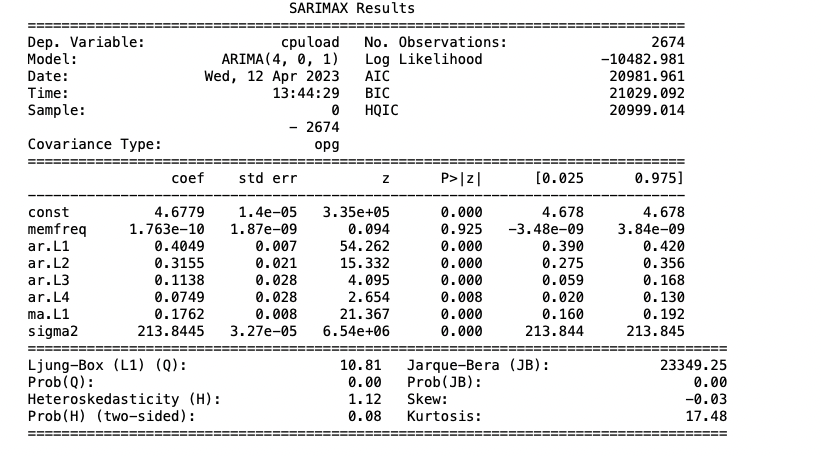 SARIMAX Results
==============================================================================
Dep. Variable: cpuload No. Observations: 2674
Model: ARIMA(4, 0, 1) Log Likelihood -10482.981
Date: Wed, 12 Apr 2023 AIC 20981.961
Time: 13:44:29 BIC 21029.092
Sample: 0 HQIC 20999.014
- 2674
Covariance Type: opg
==============================================================================
coef std err z P>|z| [0.025 0.975]
------------------------------------------------------------------------------
const 4.6779 1.4e-05 3.35e+05 0.000 4.678 4.678
memfreq 1.763e-10 1.87e-09 0.094 0.925 -3.48e-09 3.84e-09
ar.L1 0.4049 0.007 54.262 0.000 0.390 0.420
ar.L2 0.3155 0.021 15.332 0.000 0.275 0.356
ar.L3 0.1138 0.028 4.095 0.000 0.059 0.168
ar.L4 0.0749 0.028 2.654 0.008 0.020 0.130
ma.L1 0.1762 0.008 21.367 0.000 0.160 0.192
sigma2 213.8445 3.27e-05 6.54e+06 0.000 213.844 213.845
===================================================================================
Ljung-Box (L1) (Q): 10.81 Jarque-Bera (JB): 23349.25
Prob(Q): 0.00 Prob(JB): 0.00
Heteroskedasticity (H): 1.12 Skew: -0.03
Prob(H) (two-sided): 0.08 Kurtosis: 17.48
===================================================================================